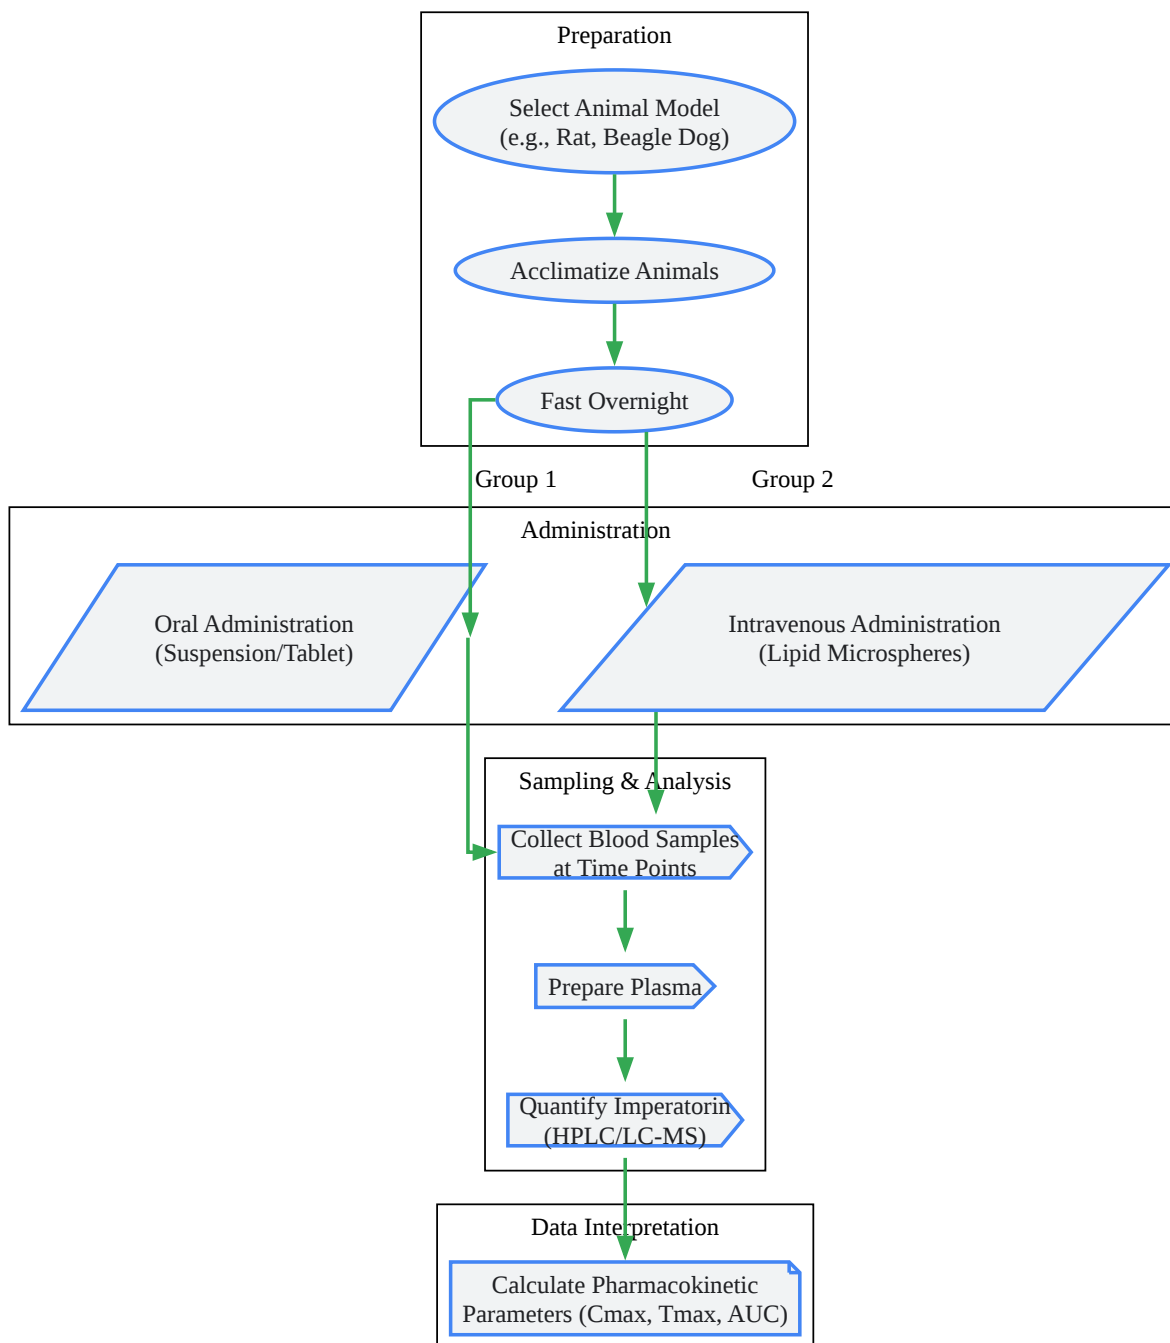 Preparation
Select Animal Model
(e.g., Rat, Beagle Dog)
Acclimatize Animals
Fast Overnight
Group 1
Group 2
Administration
Oral Administration
(Suspension/Tablet)
Intravenous Administration
(Lipid Microspheres)
Sampling & Analysis
Collect Blood Samples
at Time Points
Prepare Plasma
Quantify Imperatorin
(HPLC/LC-MS)
Data Interpretation
Calculate Pharmacokinetic
Parameters (Cmax, Tmax, AUC)